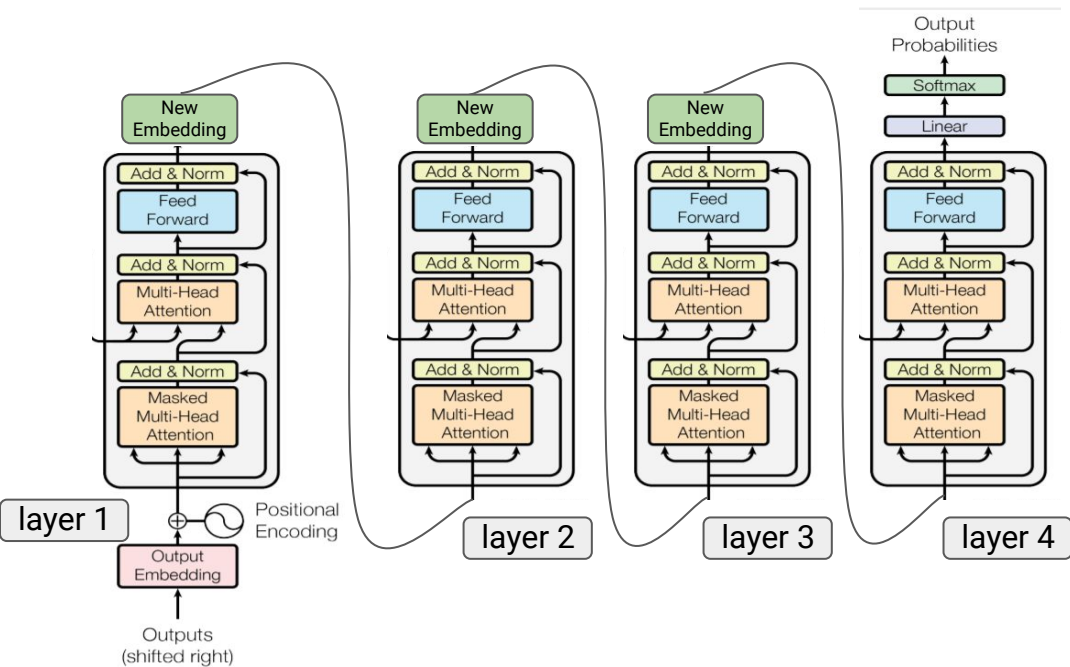 New
Embedding
Add & Norm
Feed
Forward
Add & Norm
Multi-Head
Attention
Add & Norm
Masked
Multi-Head
Attention
layer 1
Positional
Encoding
Output
Embedding
Outputs
(shifted right)
New
Embedding
Add & Norm
Feed
Forward
Add & Norm
Multi-Head
Attention
Add & Norm
Masked
Multi-Head
Attention
layer 2
New
Embedding
Add & Norm
Feed
Forward
Add & Norm
Multi-Head
Attention
Add & Norm
Masked
Multi-Head
Attention
layer 3
Output
Probabilities
Softmax
Linear
Add & Norm
Feed
Forward
Add & Norm
Multi-Head
Attention
Add & Norm
Masked
Multi-Head
Attention
layer 4